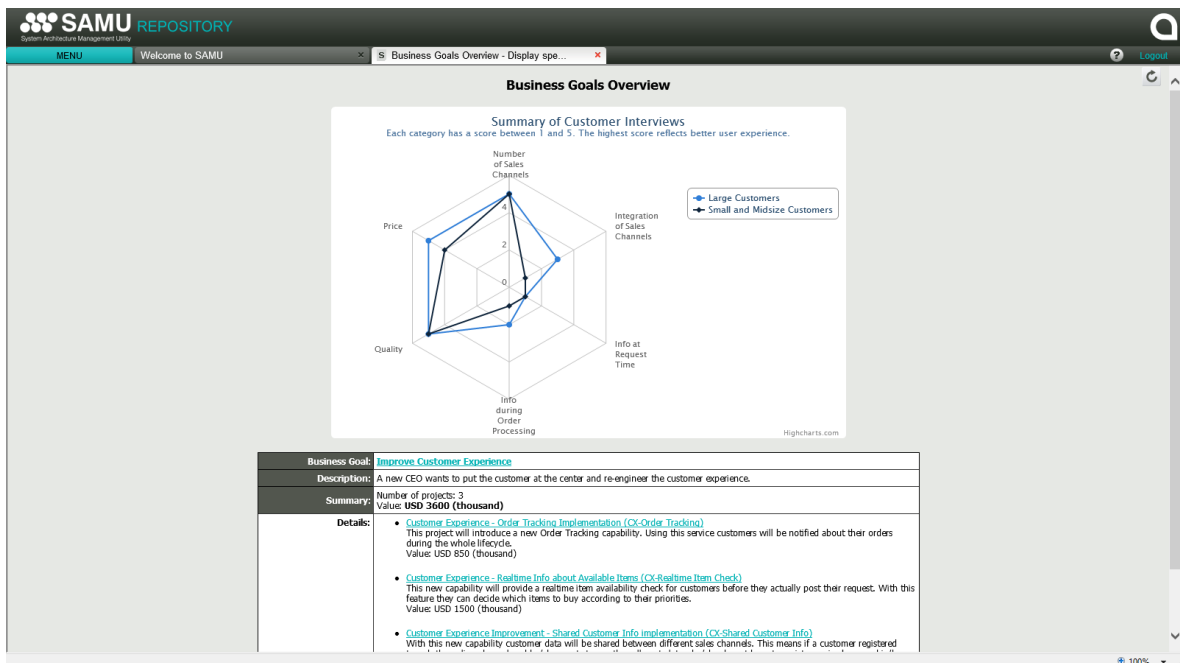 SAMU REPOSITORY
System Architecture Management Utility
MENU
Welcome to SAMU ×
S Business Goals Overview - Display spe... ×
? Logout
Business Goals Overview
Summary of Customer Interviews
Each category has a score between 1 and 5. The highest score reflects better user experience.
Number
of Sales
Channels
Large Customers
Small and Midsize Customers
Integration
of Sales
Channels
Price
4
2
0
Info at
Request
Time
Quality
Info
during
Order
Processing
Highcharts.com
Business Goal: Improve Customer Experience
Description: A new CEO wants to put the customer at the center and re-engineer the customer experience.
Summary: Number of projects: 3
Value: USD 3600 (thousand)
Details:
• Customer Experience - Order Tracking Implementation (CX-Order Tracking)
This project will introduce a new Order Tracking capability. Using this service customers will be notified about their orders
during the whole lifecycle.
Value: USD 850 (thousand)
• Customer Experience - Realtime Info about Available Items (CX-Realtime Item Check)
This new capability will provide a realtime item availability check for customers before they actually post their request. With this
feature they can decide which items to buy according to their priorities.
Value: USD 1500 (thousand)
• Customer Experience Improvement - Shared Customer Info implementation (CX-Shared Customer Info)
With this new capability customer data will be shared between different sales channels. This means if a customer registered
100%